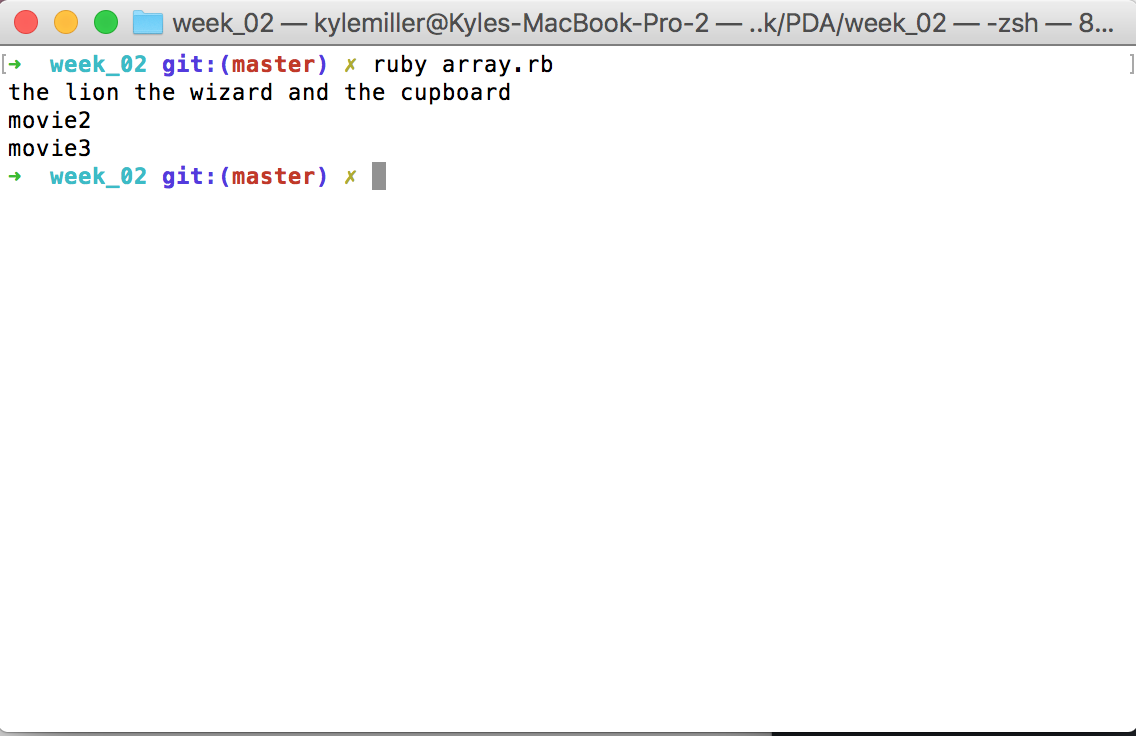 week_02 — kylemiller@Kyles-MacBook-Pro-2 — ..k/PDA/week_02 — -zsh — 8...
[➜  week_02 git:(master) ✗ ruby array.rb ]
the lion the wizard and the cupboard
movie2
movie3
➜  week_02 git:(master) ✗